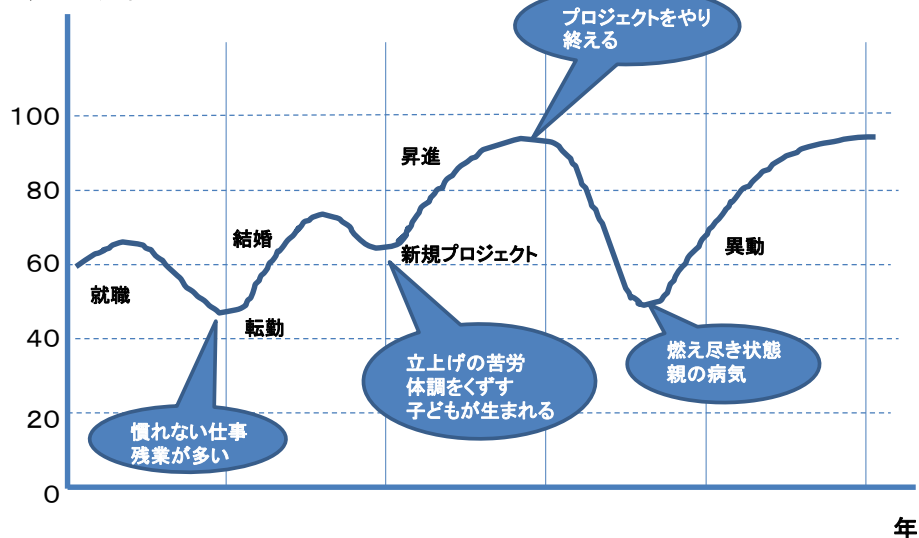 プロジェクトをやり
終える
100
昇進
80
結婚
新規プロジェクト
異動
60
就職
転勤
40
立上げの苦労
体調をくずす
子どもが生まれる
燃え尽き状態
親の病気
20
慣れない仕事
残業が多い
0
年